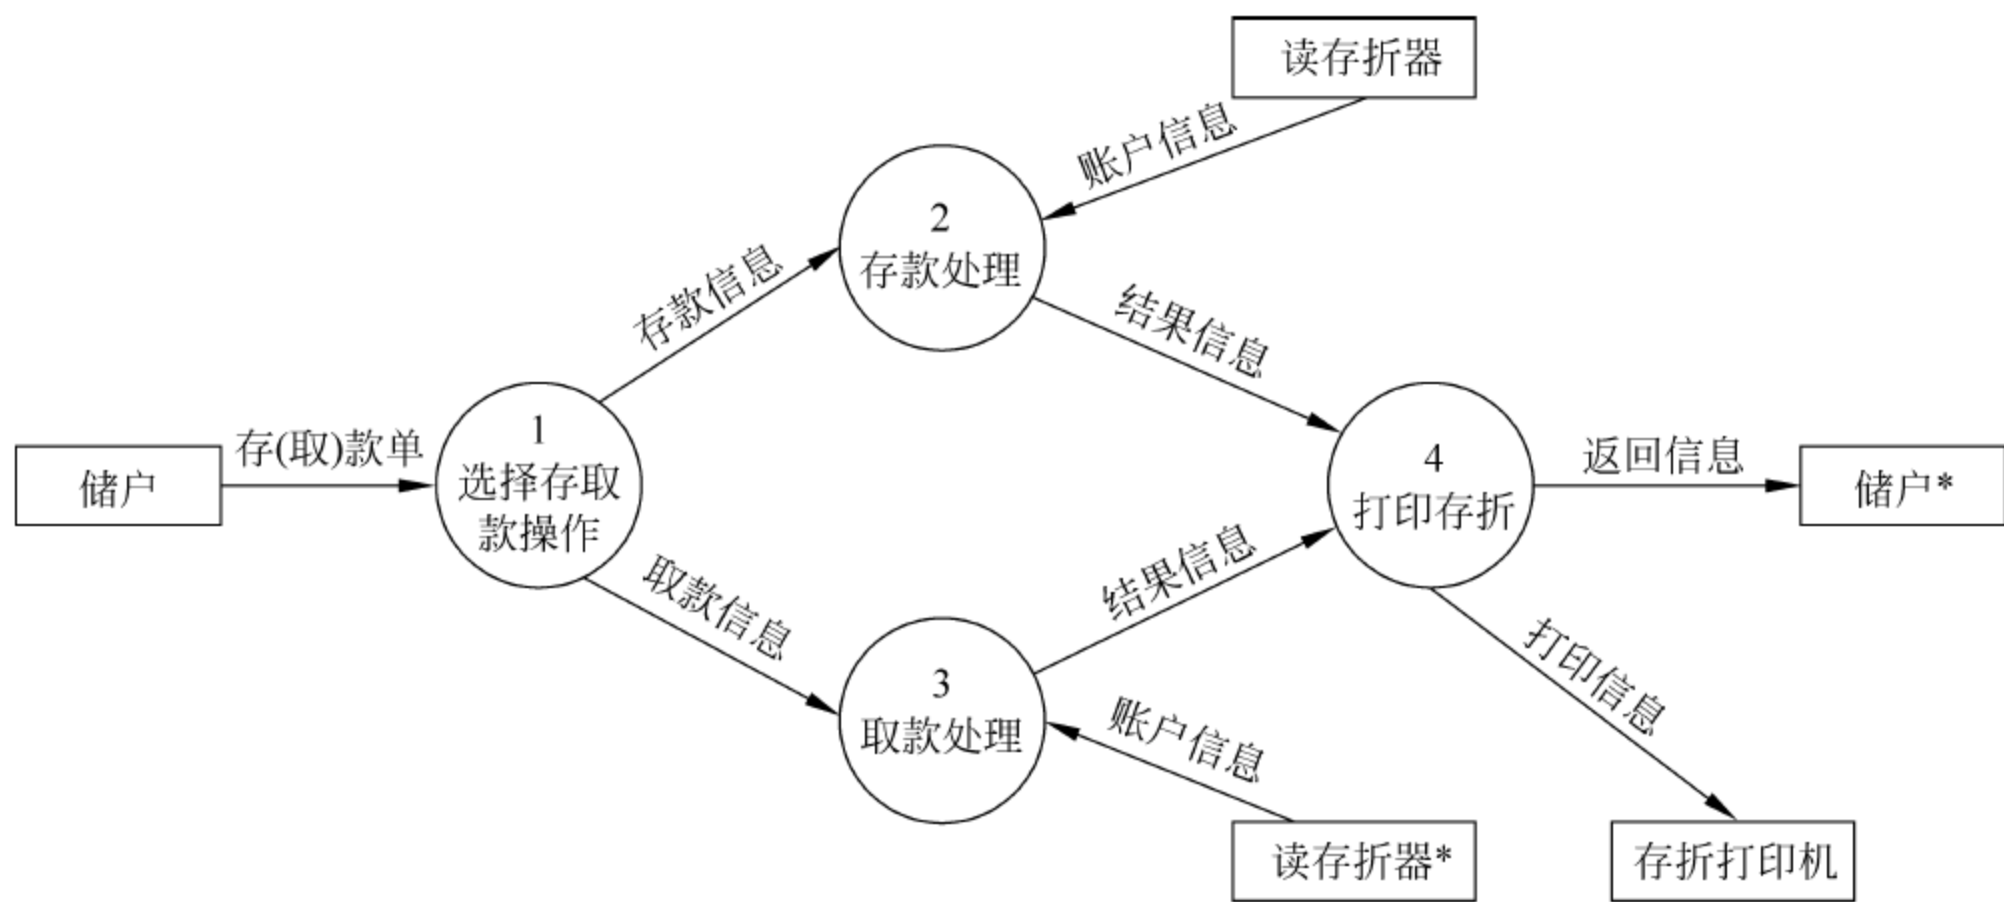 读存折器
账户信息
2
存款处理
存款信息
结果信息
储户
存(取)款单
1
选择存取
款操作
4
打印存折
返回信息
储户*
取款信息
结果信息
3
取款处理
账户信息
打印信息
读存折器*
存折打印机